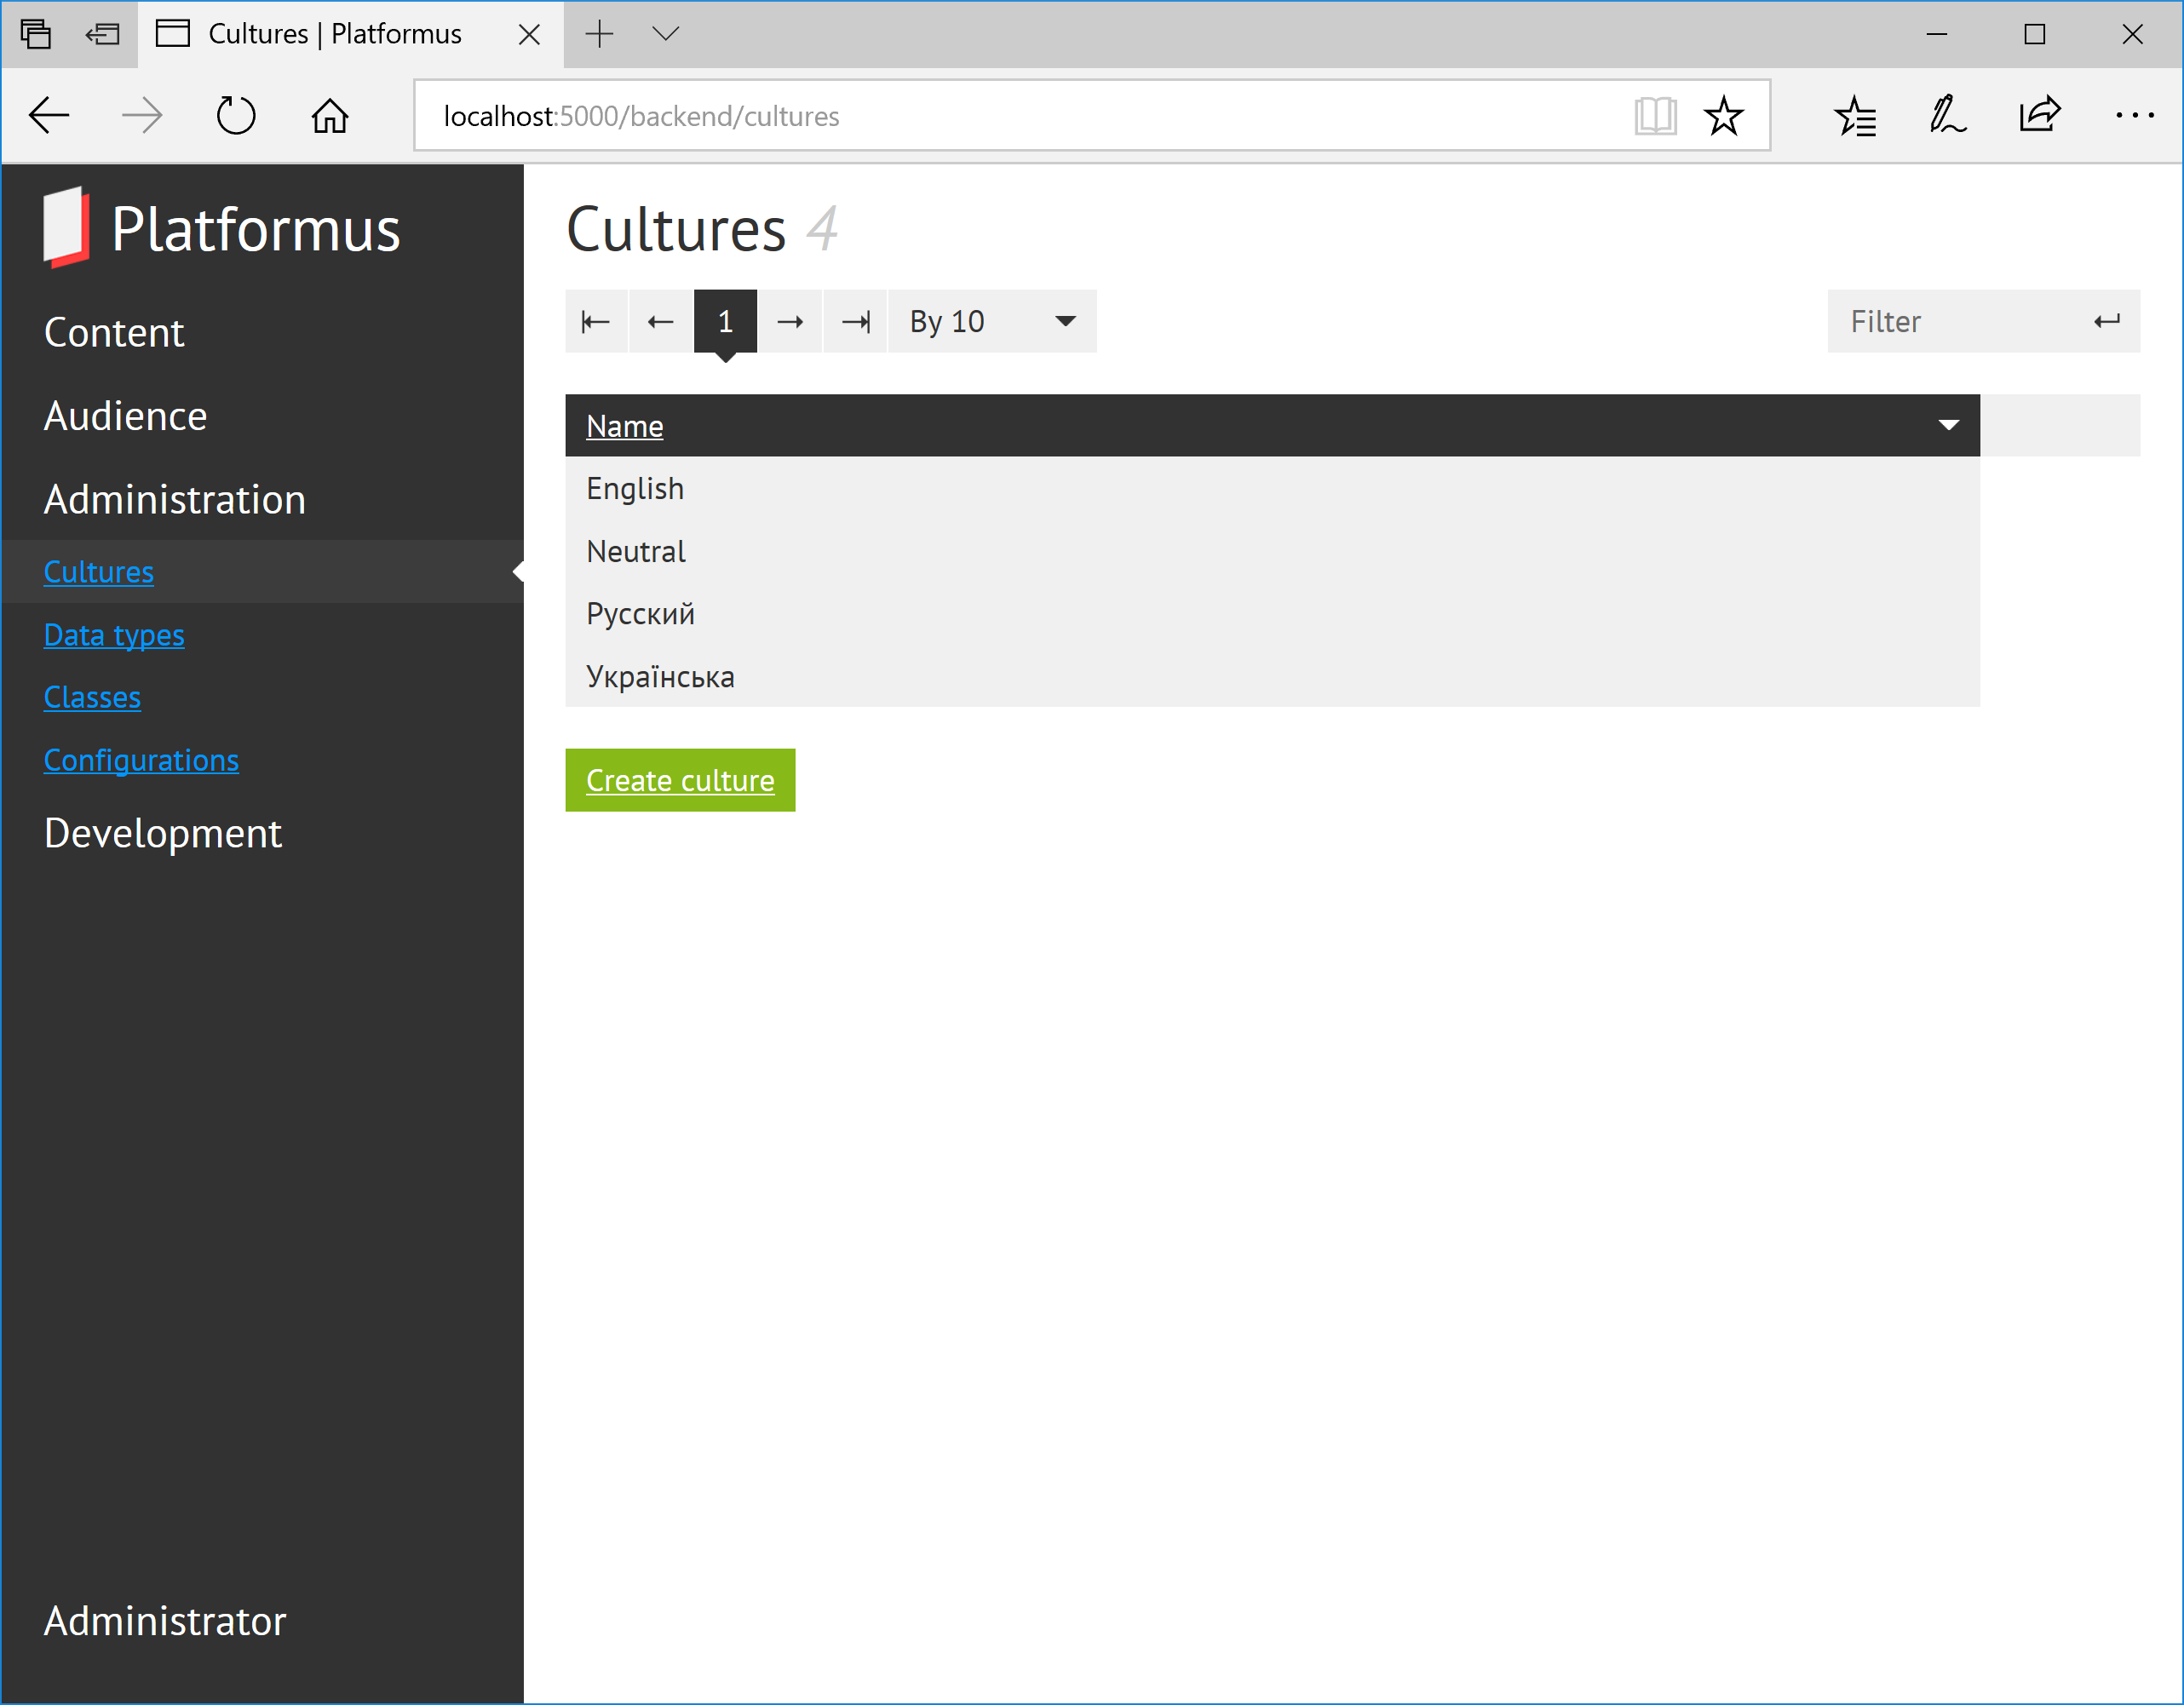 Cultures | Platformus
localhost:5000/backend/cultures
Platformus
Content
Audience
Administration
Cultures
Data types
Classes
Configurations
Development
Administrator
Cultures 4
1 By 10
Filter
Name
English
Neutral
Русский
Українська
Create culture